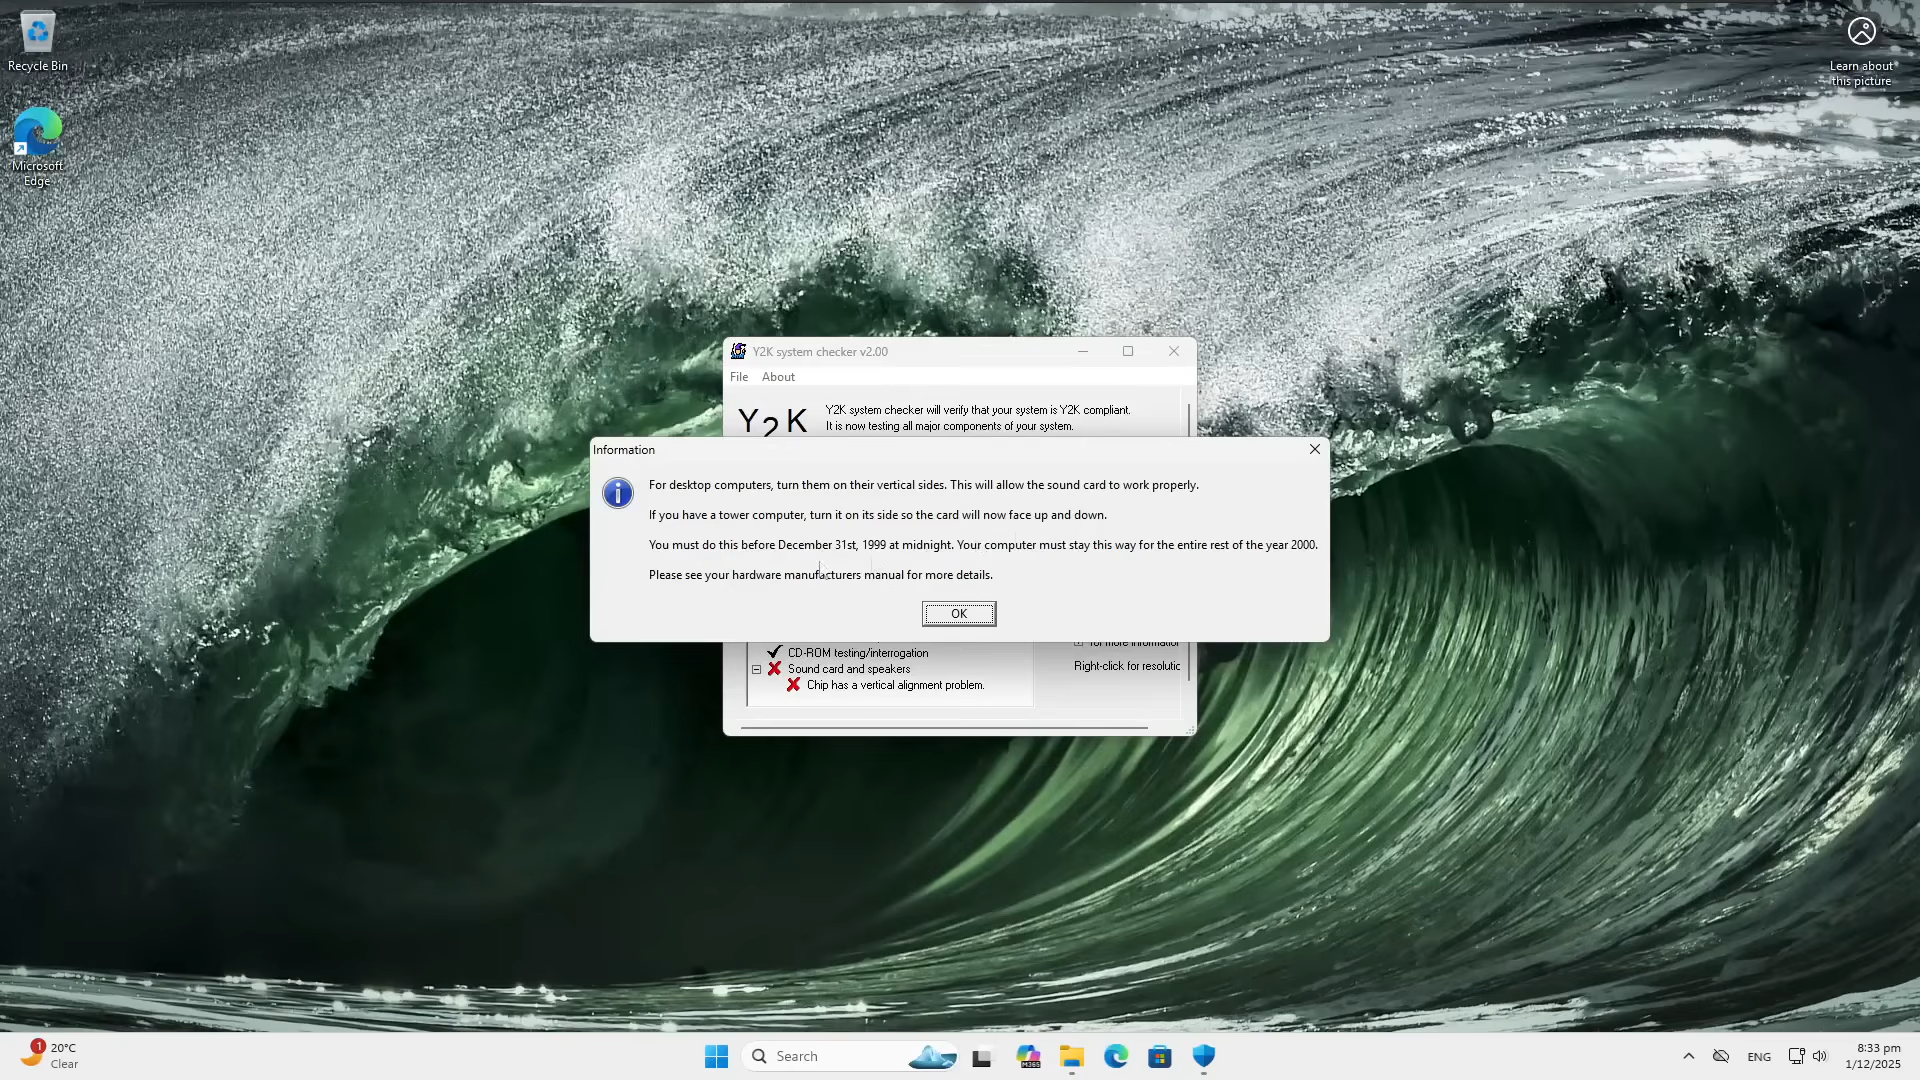 Recycle Bin
Microsoft
Edge
Learn about
this picture
Y2K system checker v2.00
File About
Y2K
Y2K system checker will verify that your system is Y2K compliant.
It is now testing all major components of your system.
Information
For desktop computers, turn them on their vertical sides. This will allow the sound card to work properly.
If you have a tower computer, turn it on its side so the card will now face up and down.
You must do this before December 31st, 1999 at midnight. Your computer must stay this way for the entire rest of the year 2000.
Please see your hardware manufacturers manual for more details.
OK
for more information
CD-ROM testing/interrogation
Sound card and speakers
Right-click for resolutic
Chip has a vertical alignment problem.
1
20°C
Clear
Search
M365
ENG
8:33 pm
1/12/2025